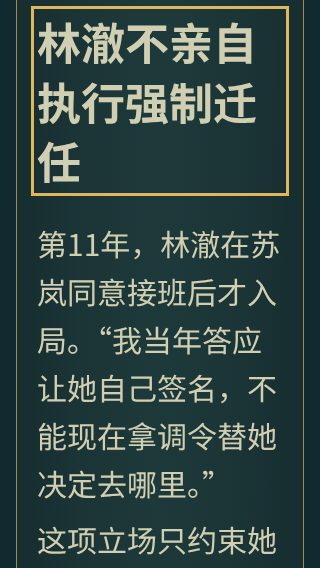 林澈不亲自
执行强制迁
任
第11年，林澈在苏
岚同意接班后才入
局。“我当年答应
让她自己签名，不
能现在拿调令替她
决定去哪里。”
这项立场只约束她